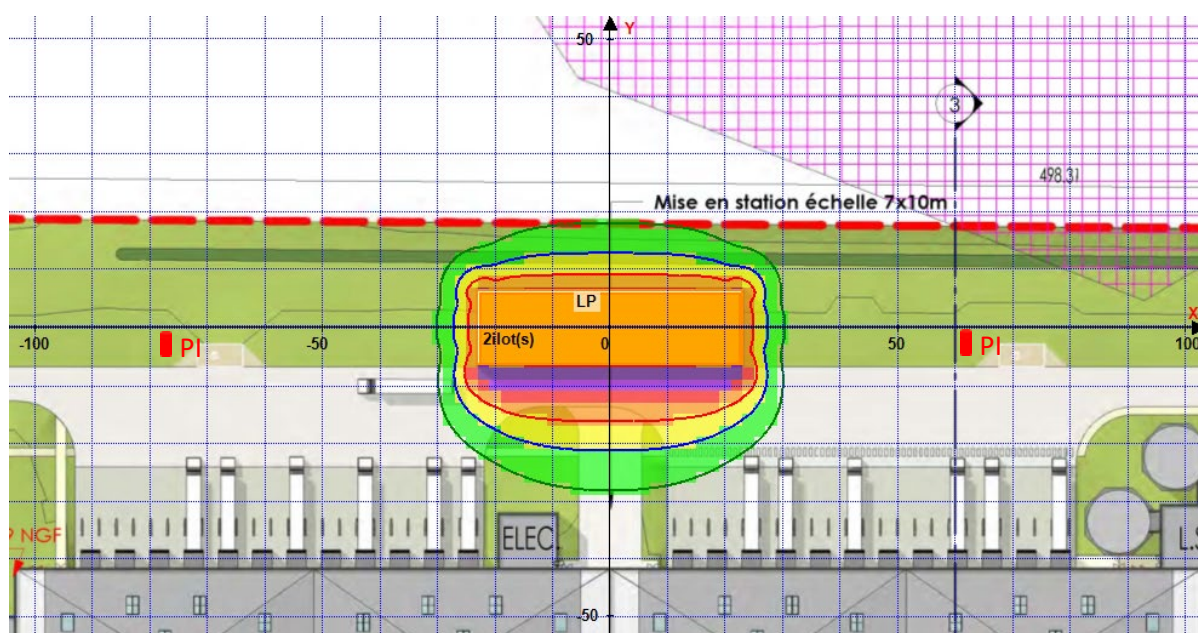 50
Y
3
498.31
Mise en station échelle 7x10m
LP
X
-100
PI
-50
2ilot(s)
0
50
PI
100
9 NGF
ELEC.
L.S
-50